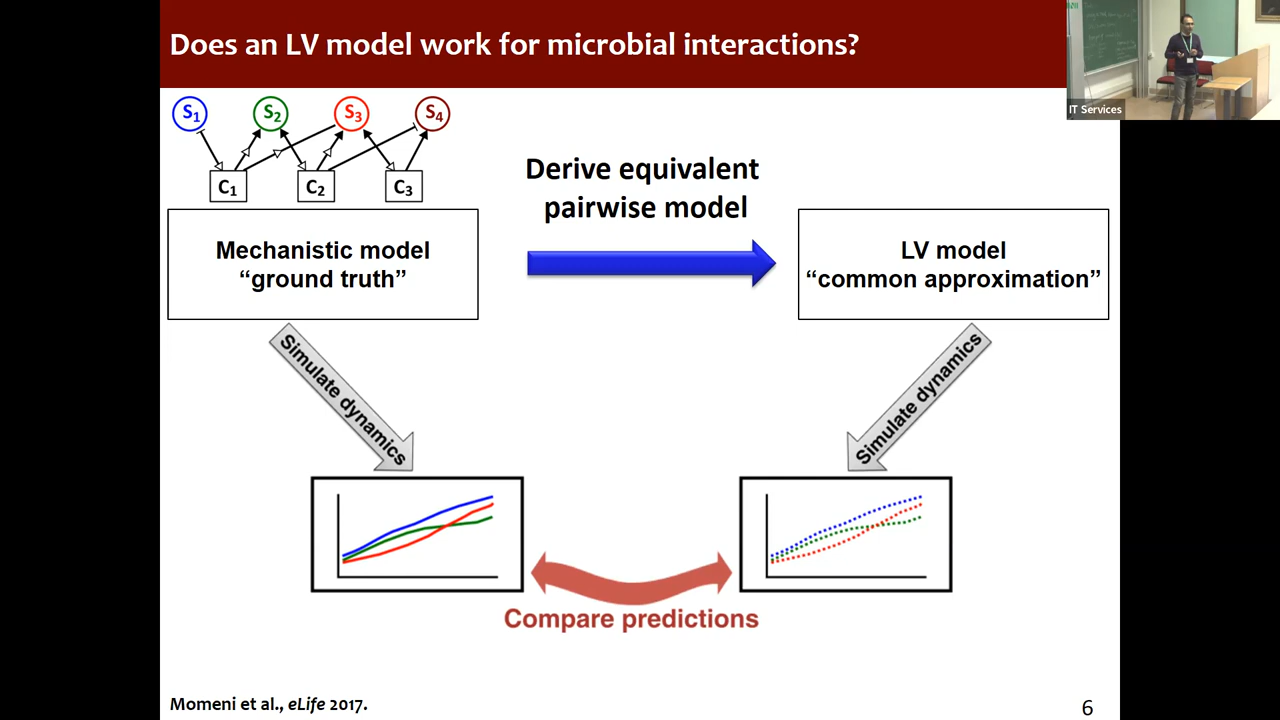 Does an LV model work for microbial interactions?
IT Services
S1 S2 S3 S4
C1 C2 C3
Derive equivalent
pairwise model
Mechanistic model
“ground truth”
LV model
“common approximation”
Simulate dynamics
Simulate dynamics
Compare predictions
Momeni et al., eLife 2017.
6